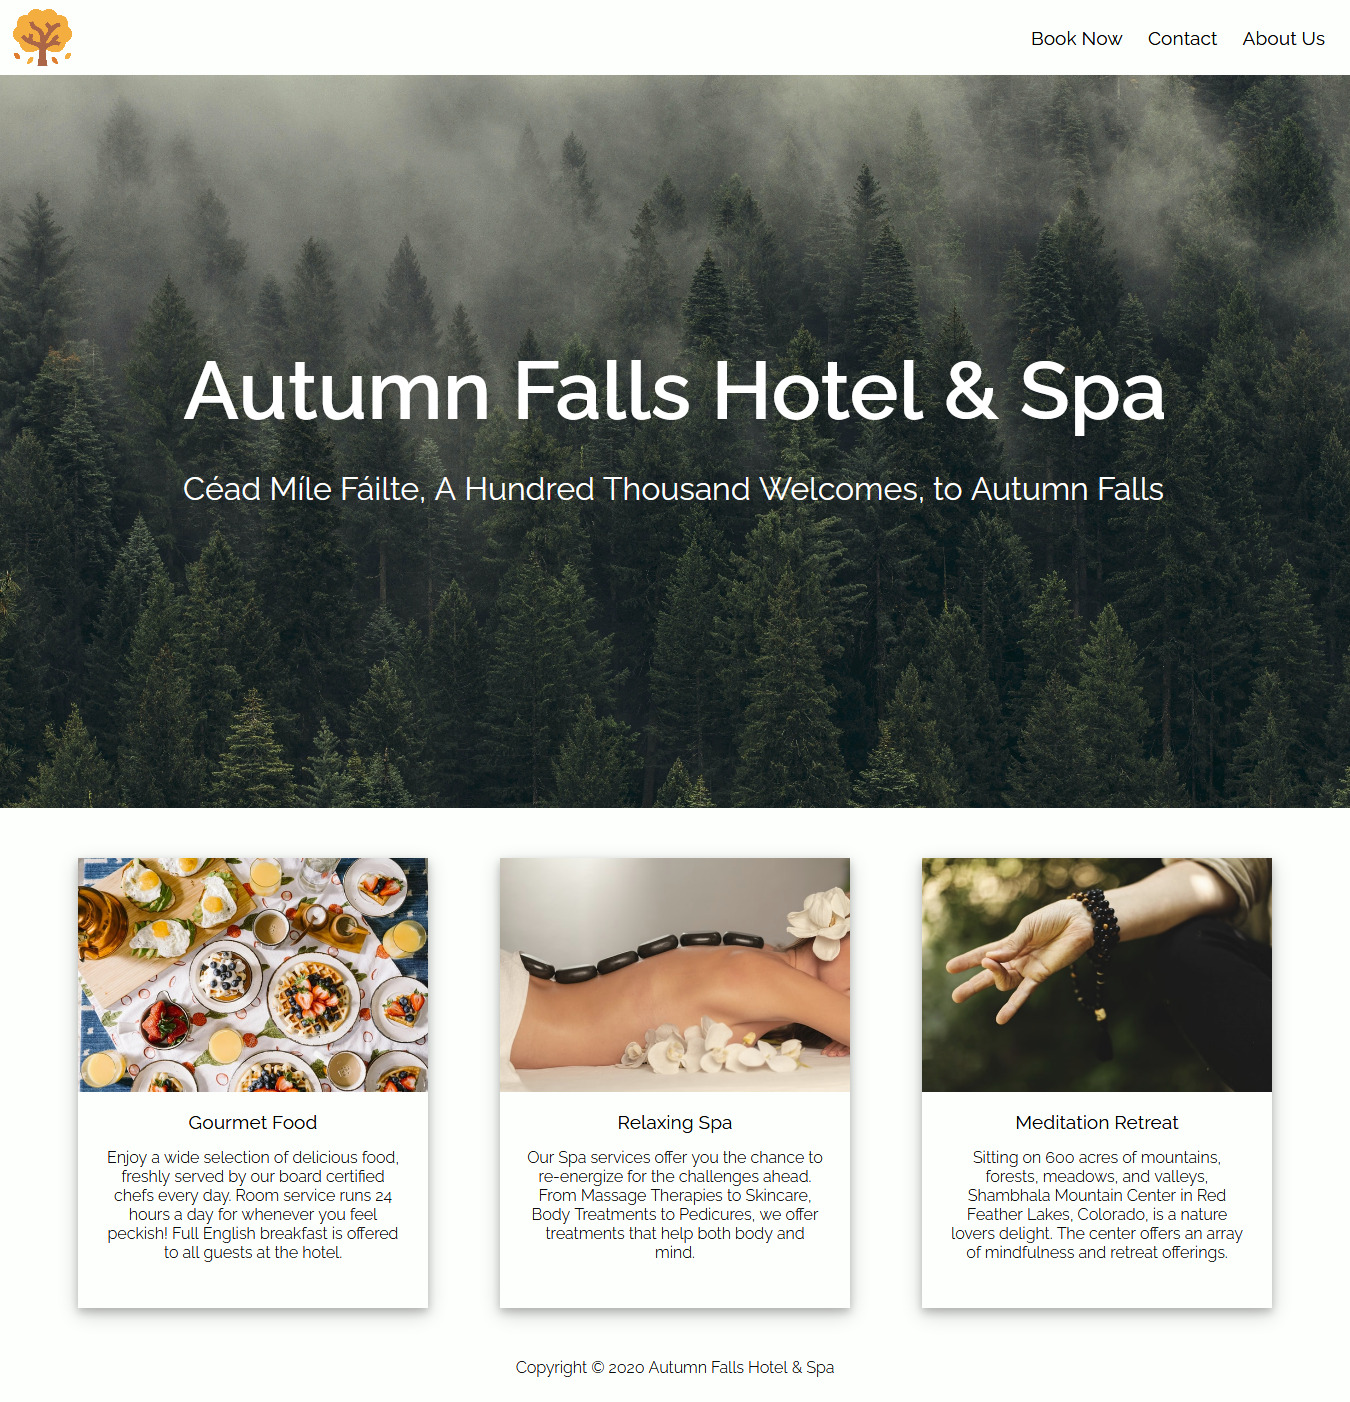 Book Now Contact About Us
Autumn Falls Hotel & Spa
Céad Míle Fáilte, A Hundred Thousand Welcomes, to Autumn Falls
Gourmet Food
Enjoy a wide selection of delicious food,
freshly served by our board certified
chefs every day. Room service runs 24
hours a day for whenever you feel
peckish! Full English breakfast is offered
to all guests at the hotel.
Relaxing Spa
Our Spa services offer you the chance to
re-energize for the challenges ahead.
From Massage Therapies to Skincare,
Body Treatments to Pedicures, we offer
treatments that help both body and
mind.
Meditation Retreat
Sitting on 600 acres of mountains,
forests, meadows, and valleys,
Shambhala Mountain Center in Red
Feather Lakes, Colorado, is a nature
lovers delight. The center offers an array
of mindfulness and retreat offerings.
Copyright © 2020 Autumn Falls Hotel & Spa